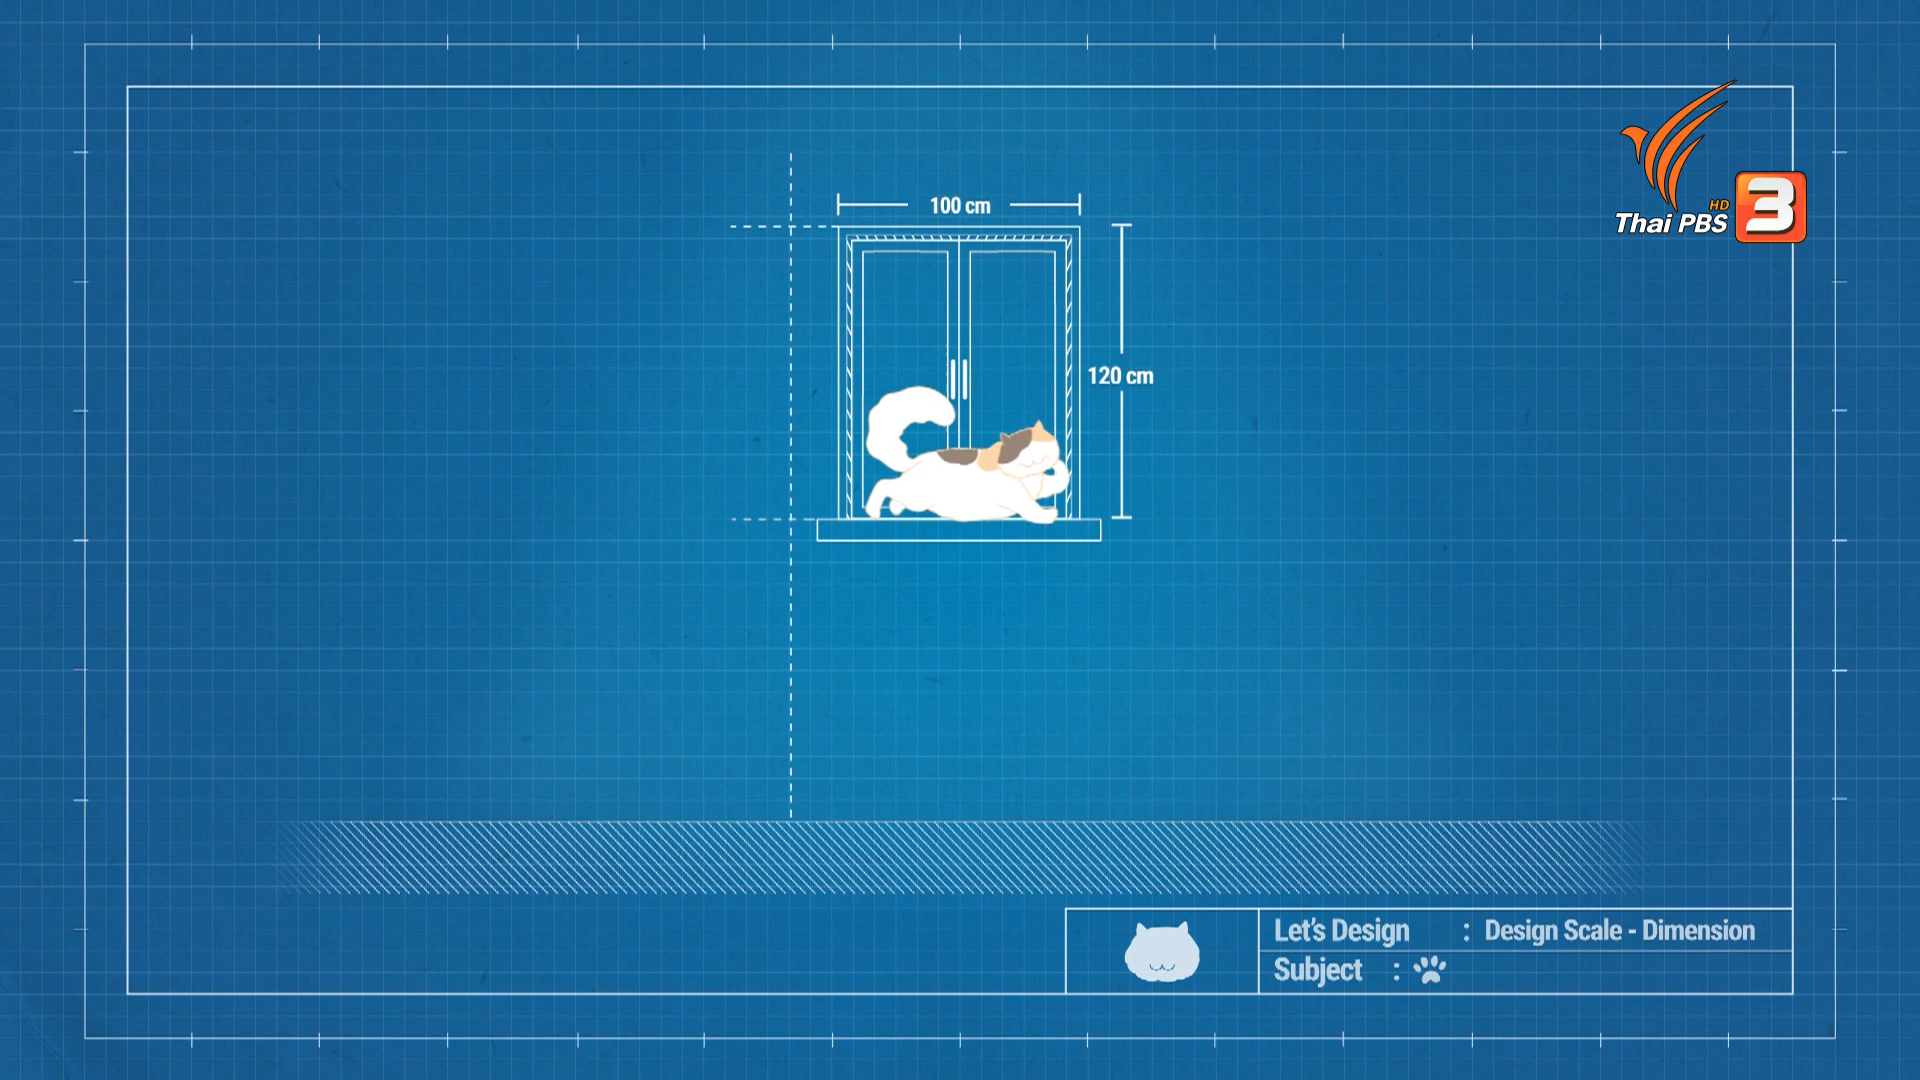 HD
Thai PBS 3
100 cm
120 cm
Let's Design : Design Scale - Dimension
Subject :